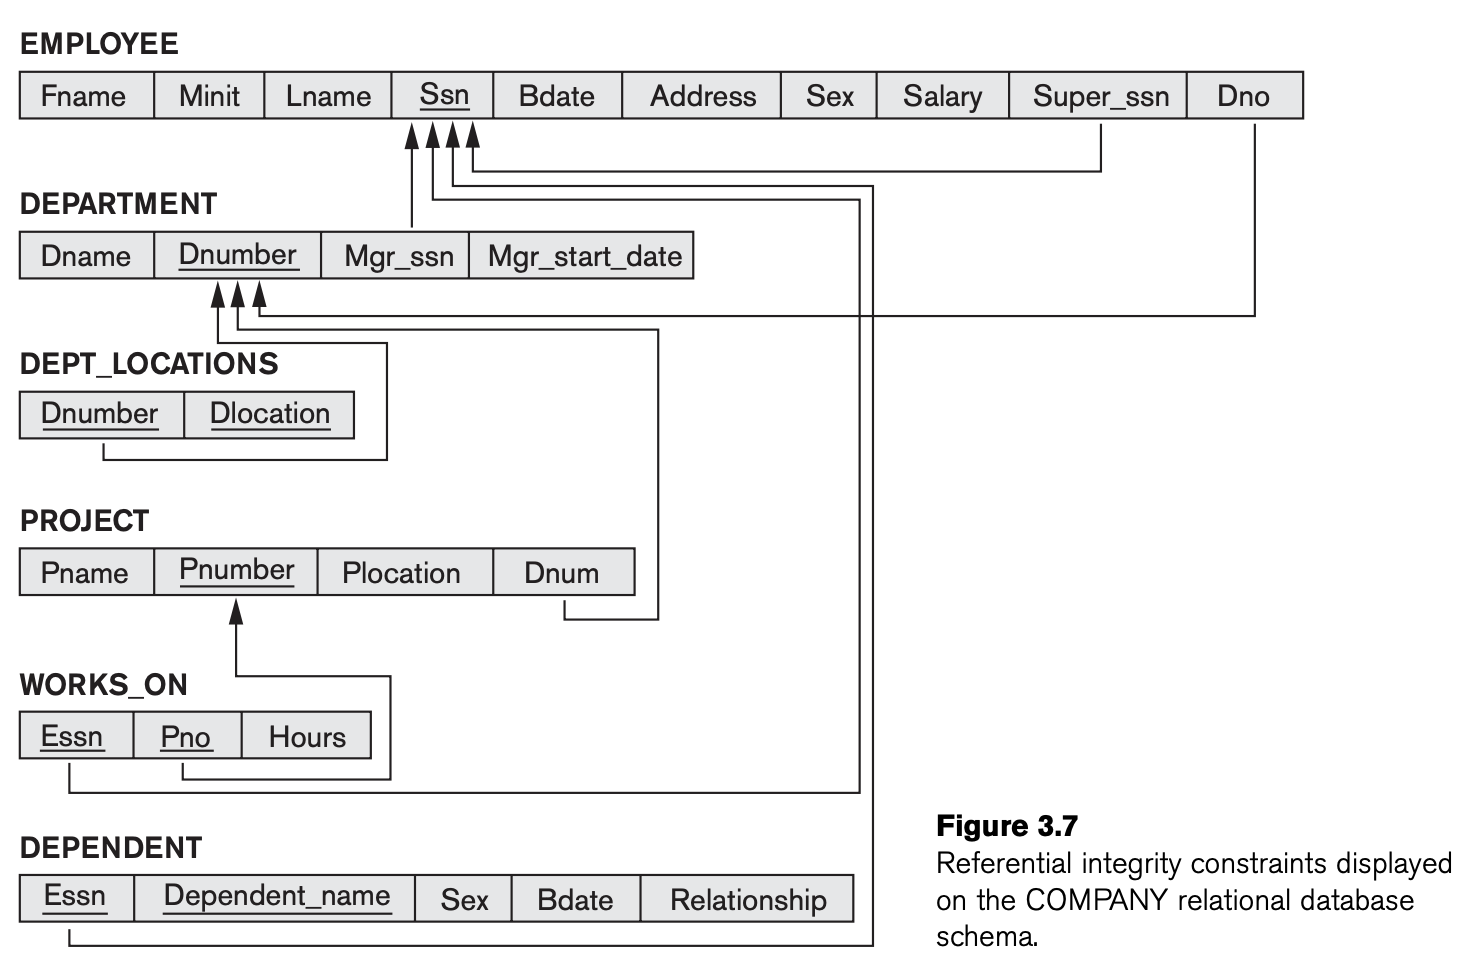 EMPLOYEE
Fname Minit Lname Ssn Bdate Address Sex Salary Super_ssn Dno
DEPARTMENT
Dname Dnumber Mgr_ssn Mgr_start_date
DEPT_LOCATIONS
Dnumber Dlocation
PROJECT
Pname Pnumber Plocation Dnum
WORKS_ON
Essn Pno Hours
DEPENDENT
Essn Dependent_name Sex Bdate Relationship
Figure 3.7
Referential integrity constraints displayed
on the COMPANY relational database
schema.